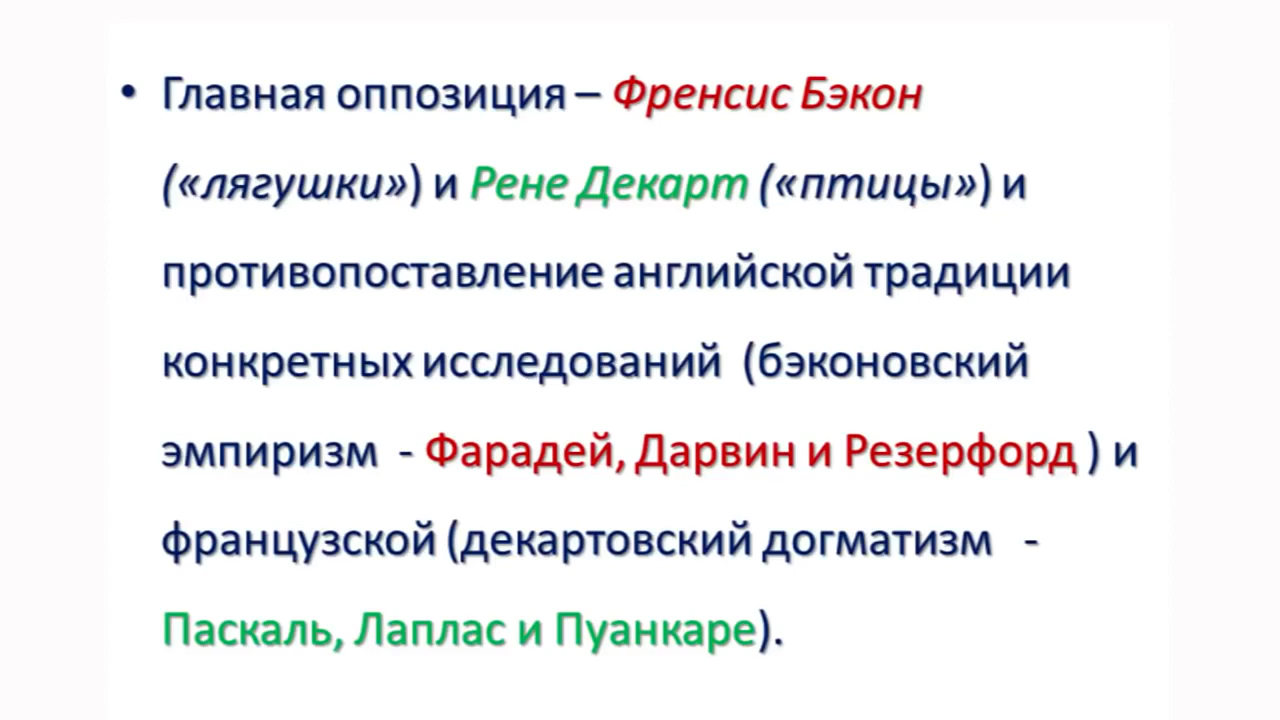 • Главная оппозиция – Френсис Бэкон
(«лягушки») и Рене Декарт («птицы») и
противопоставление английской традиции
конкретных исследований (бэконовский
эмпиризм - Фарадей, Дарвин и Резерфорд ) и
французской (декартовский догматизм -
Паскаль, Лаплас и Пуанкаре).